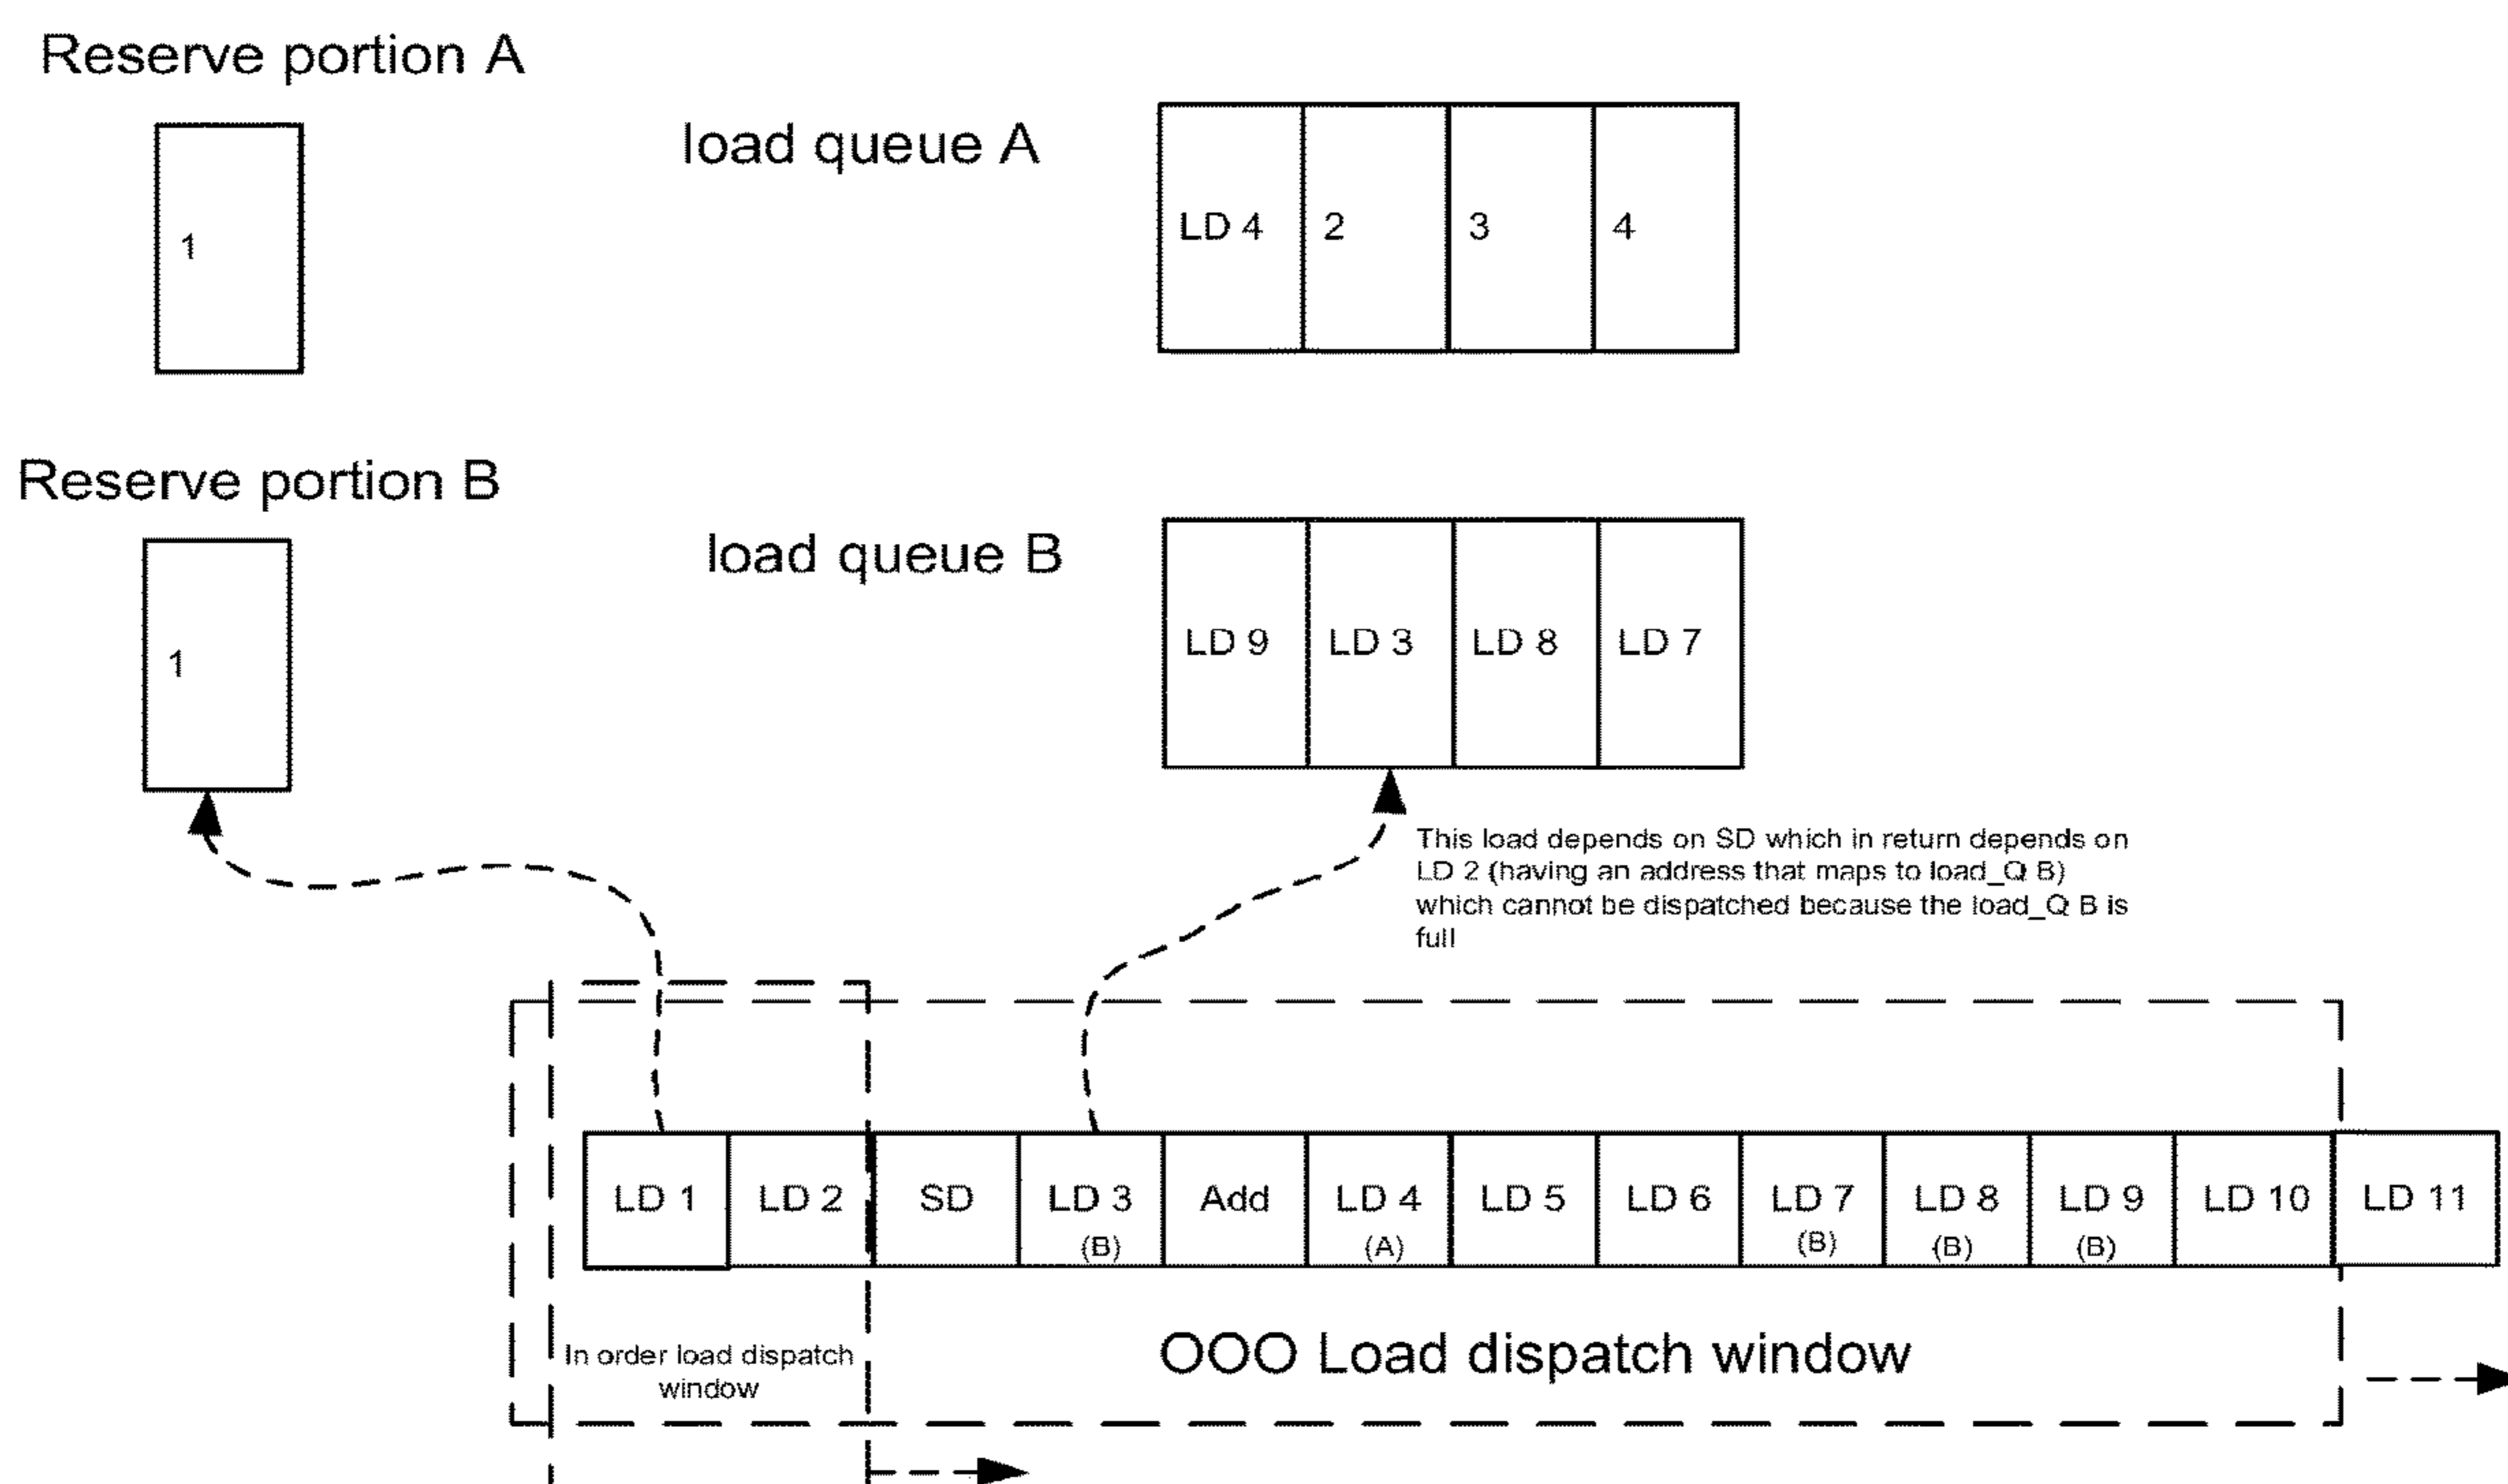 Reserve portion A
load queue A
1
LD 4 2 3 4
Reserve portion B
load queue B
1
LD 9 LD 3 LD 8 LD 7
This load depends on SD which in return depends on
LD 2 (having an address that maps to load_Q B)
which cannot be dispatched because the load_Q B is
full
LD 1 LD 2 SD LD 3 Add LD 4 LD 5 LD 6 LD 7 LD 8 LD 9 LD 10 LD 11
(B) (A) (B) (B) (B)
In order load dispatch
window
OOO Load dispatch window